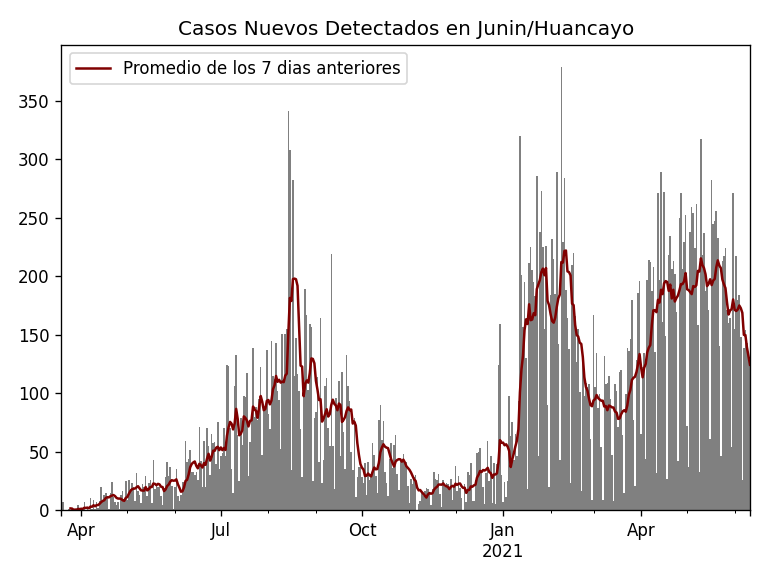 Casos Nuevos Detectados en Junin/Huancayo
Promedio de los 7 dias anteriores
350
300
250
200
150
100
50
0
Apr
Jul
Oct
Jan
2021
Apr